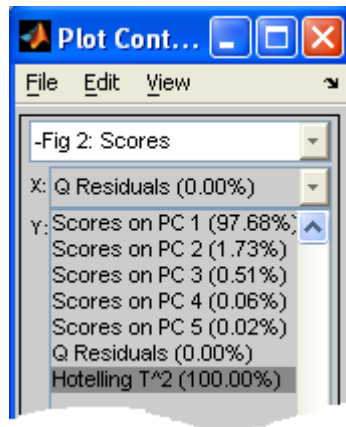 Plot Cont...
File Edit View
-Fig 2: Scores
X: Q Residuals (0.00%)
Y: Scores on PC 1 (97.68%)
Scores on PC 2 (1.73%)
Scores on PC 3 (0.51%)
Scores on PC 4 (0.06%)
Scores on PC 5 (0.02%)
Q Residuals (0.00%)
Hotelling T^2 (100.00%)